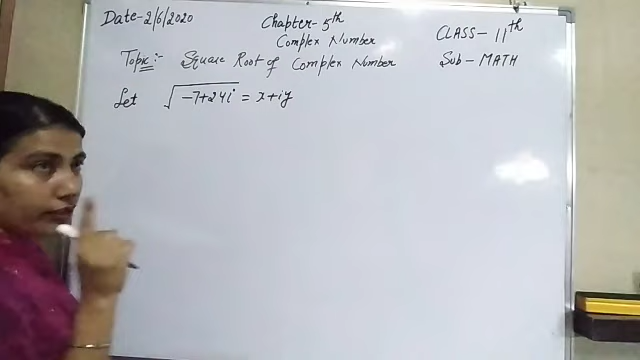 Date-2/6/2020
Chapter-5th
Complex Number
CLASS-11th
Topic:- Square Root of Complex Number
Sub-MATH
Let √-7+24i = x+iy